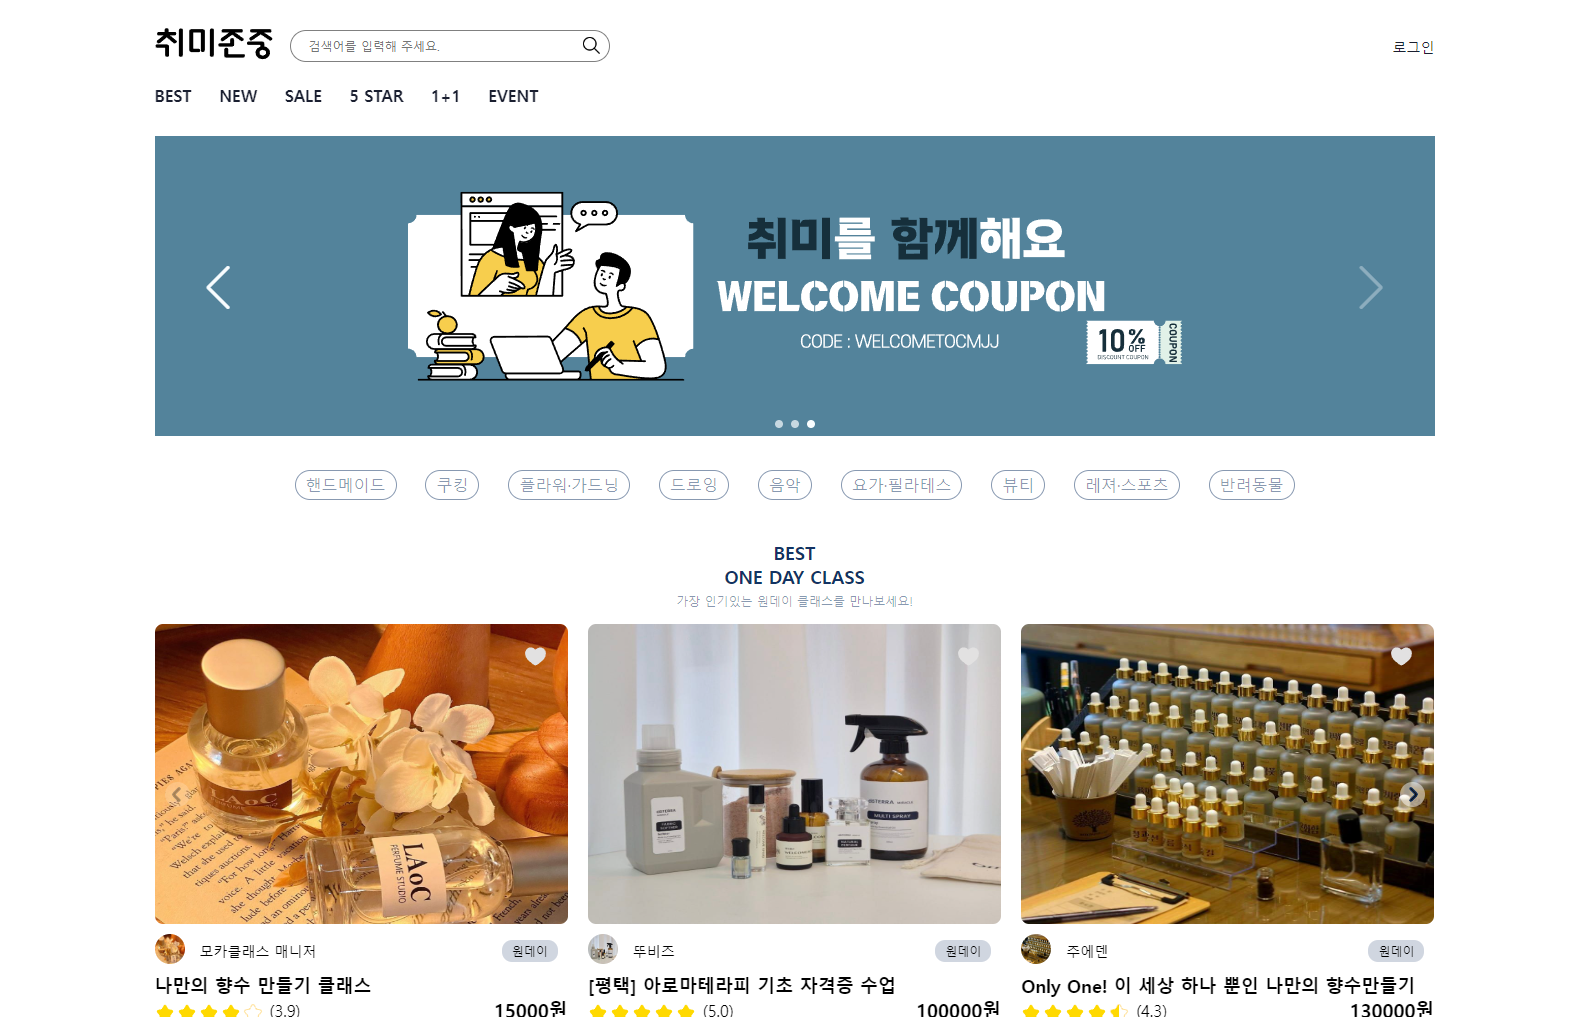 취미존중
검색어를 입력해 주세요.
로그인
BEST NEW SALE 5 STAR 1+1 EVENT
취미를 함께해요
WELCOME COUPON
CODE : WELCOMETOCMJJ
10% OFF
DISCOUNT COUPON
COUPON
핸드메이드 쿠킹 플라워·가드닝 드로잉 음악 요가·필라테스 뷰티 레져·스포츠 반려동물
BEST
ONE DAY CLASS
가장 인기있는 원데이 클래스를 만나보세요!
LAoC
LAoC
PERFUME STUDIO
MULTI SPRAY
모카클래스 매니저 원데이
나만의 향수 만들기 클래스
(3.9) 15000원
뚜비즈 원데이
[평택] 아로마테라피 기초 자격증 수업
(5.0) 100000원
주에덴 원데이
Only One! 이 세상 하나 뿐인 나만의 향수만들기
(4.3) 130000원